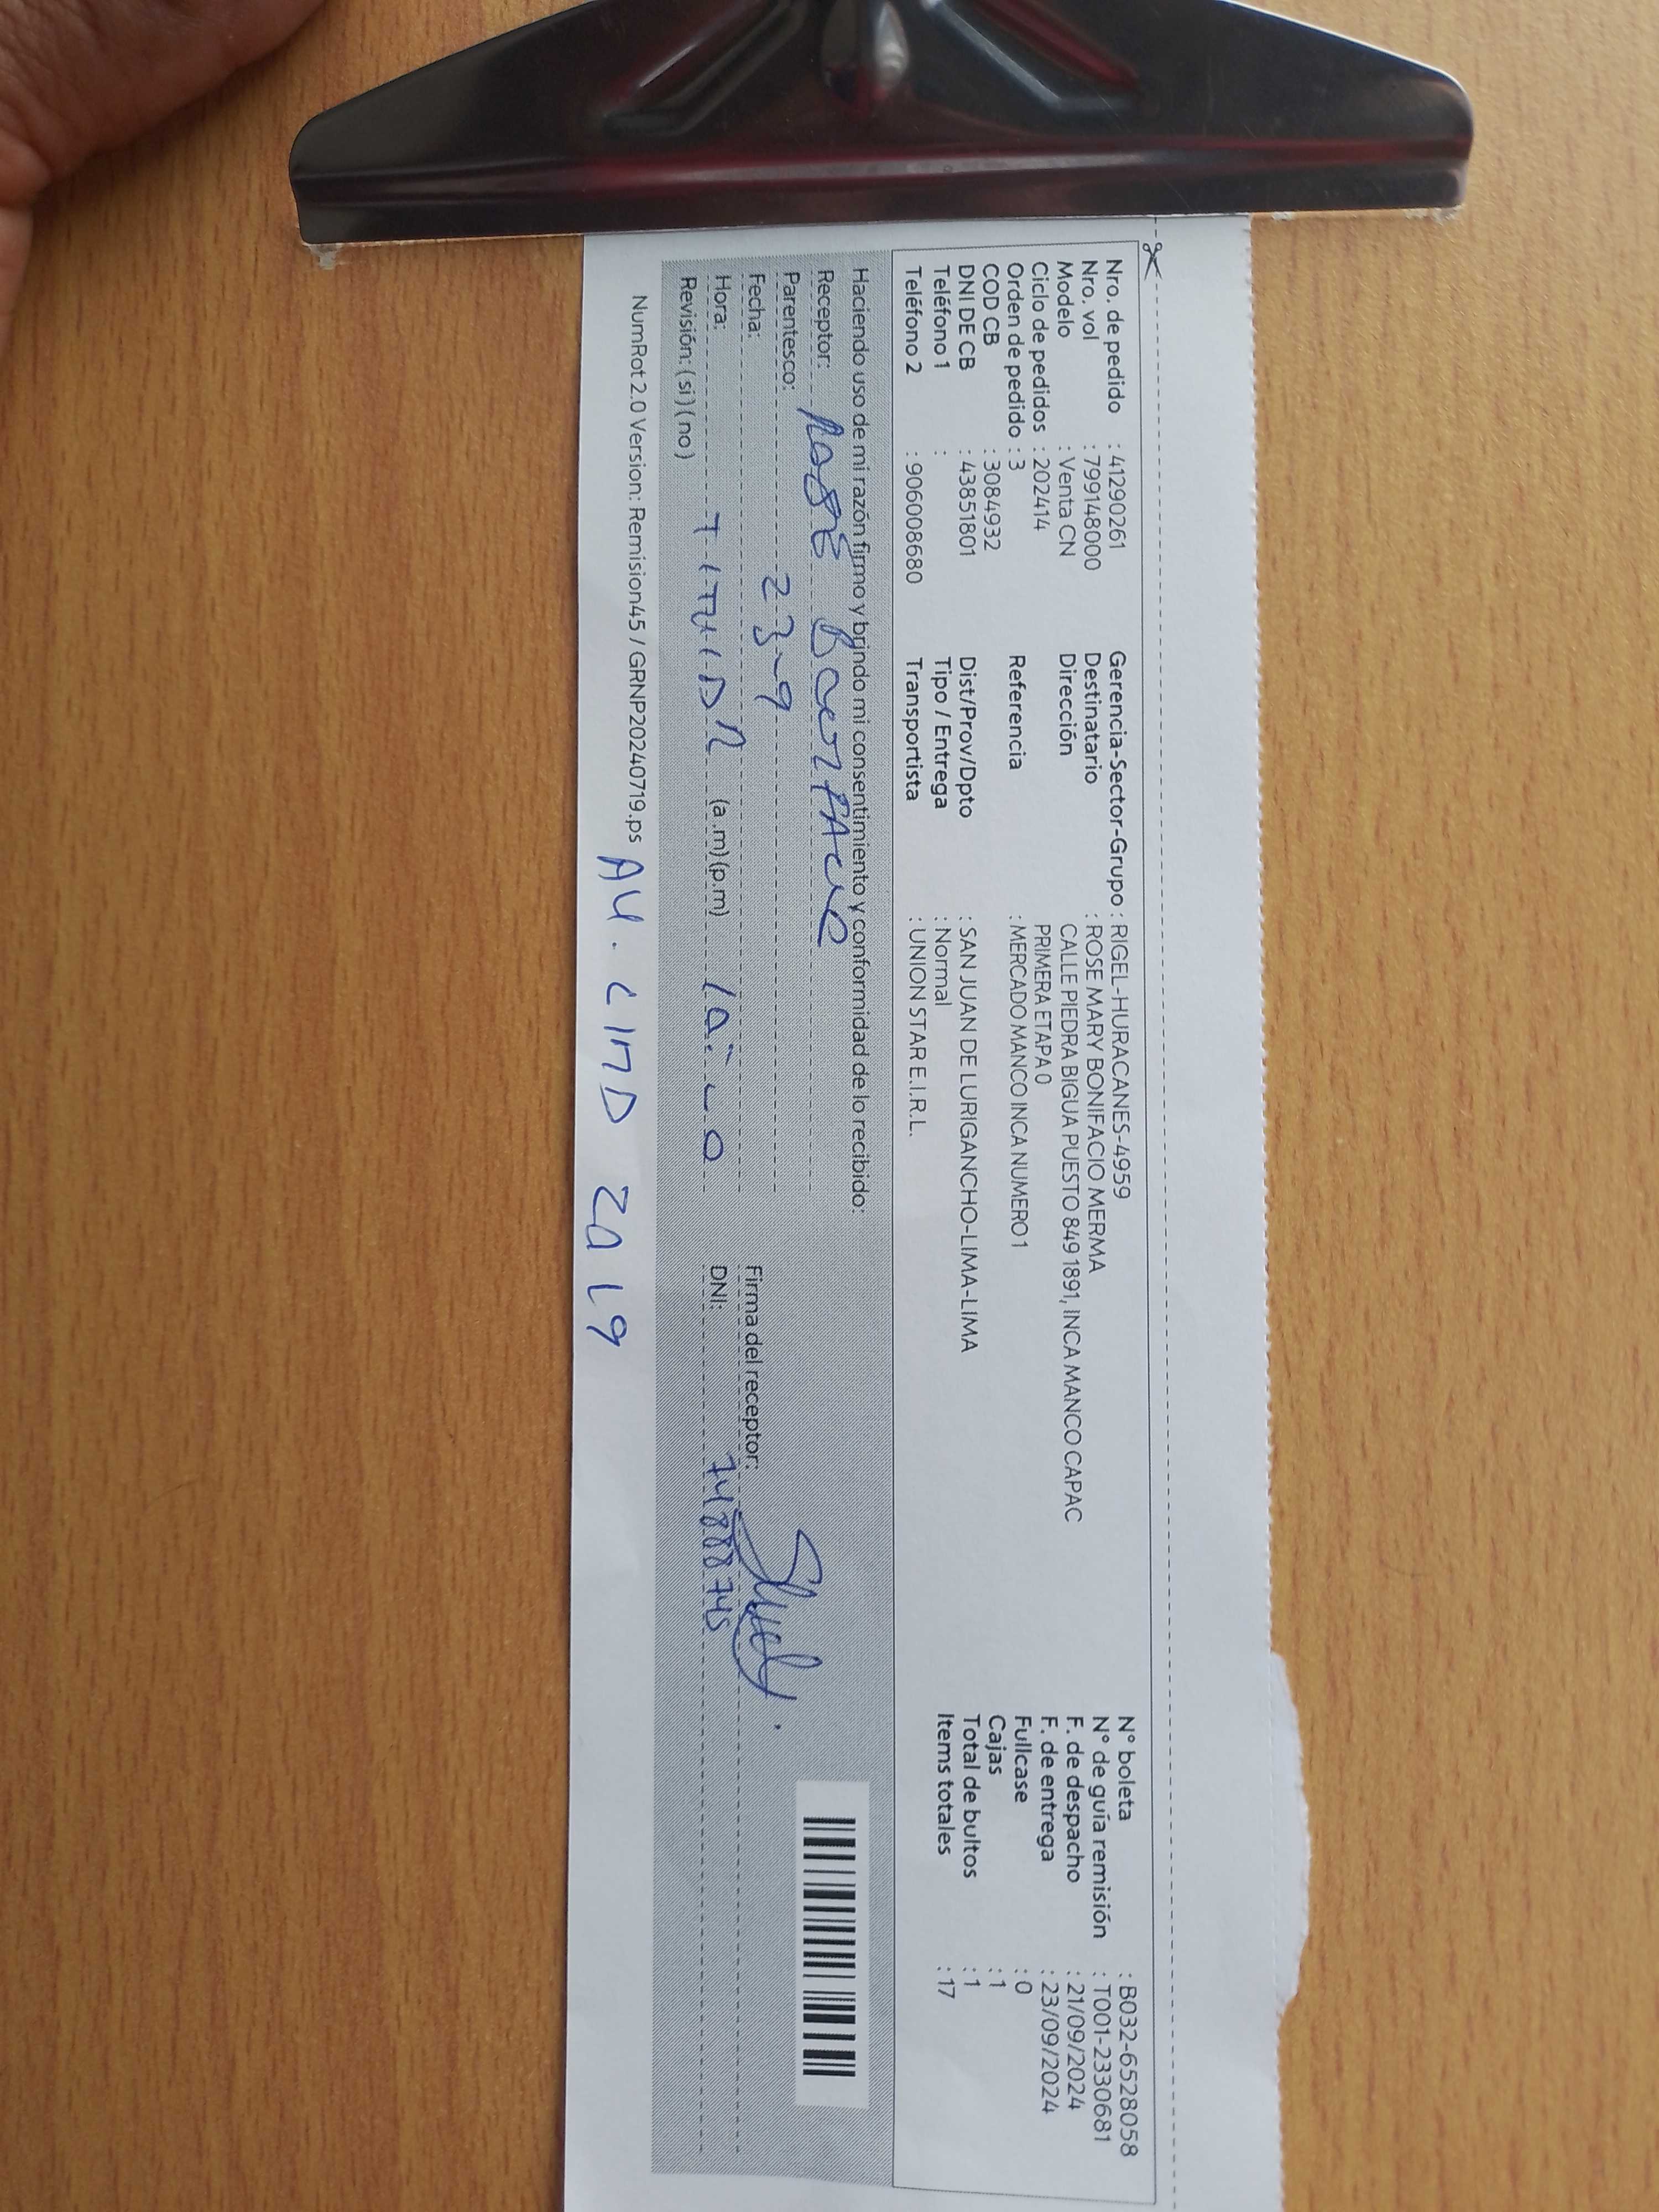 Nro. de pedido : 41290261
Nro. vol : 799148000
Modelo : Venta CN
Ciclo de pedidos : 202414
Orden de pedido : 3
COD CB : 3084932
DNI DE CB : 43851801
Teléfono 1 :
Teléfono 2 : 906008680
Gerencia-Sector-Grupo : RIGEL-HURACANES-4959
Destinatario : ROSE MARY BONIFACIO MERMA
Dirección CALLE PIEDRA BIGUA PUESTO 849 1891, INCA MANCO CAPAC
PRIMERA ETAPA 0
Referencia : MERCADO MANCO INCA NUMERO 1
Dist/Prov/Dpto : SAN JUAN DE LURIGANCHO-LIMA-LIMA
Tipo / Entrega : Normal
Transportista : UNION STAR E.I.R.L.
N° boleta : B032-6528058
N° de guía remisión : T001-2330681
F. de despacho : 21/09/2024
F. de entrega : 23/09/2024
Fullcase : 0
Cajas : 1
Total de bultos : 1
Items totales : 17
Haciendo uso de mi razón firmo y brindo mi consentimiento y conformidad de lo recibido:
Receptor:
Parentesco:
Fecha: 23-9
Hora: (a.m) (p.m)
Revisión: ( si ) ( no )
Firma del receptor:
DNI: 74888745
NumRot 2.0 Version: Remision45 / GRNP20240719.ps